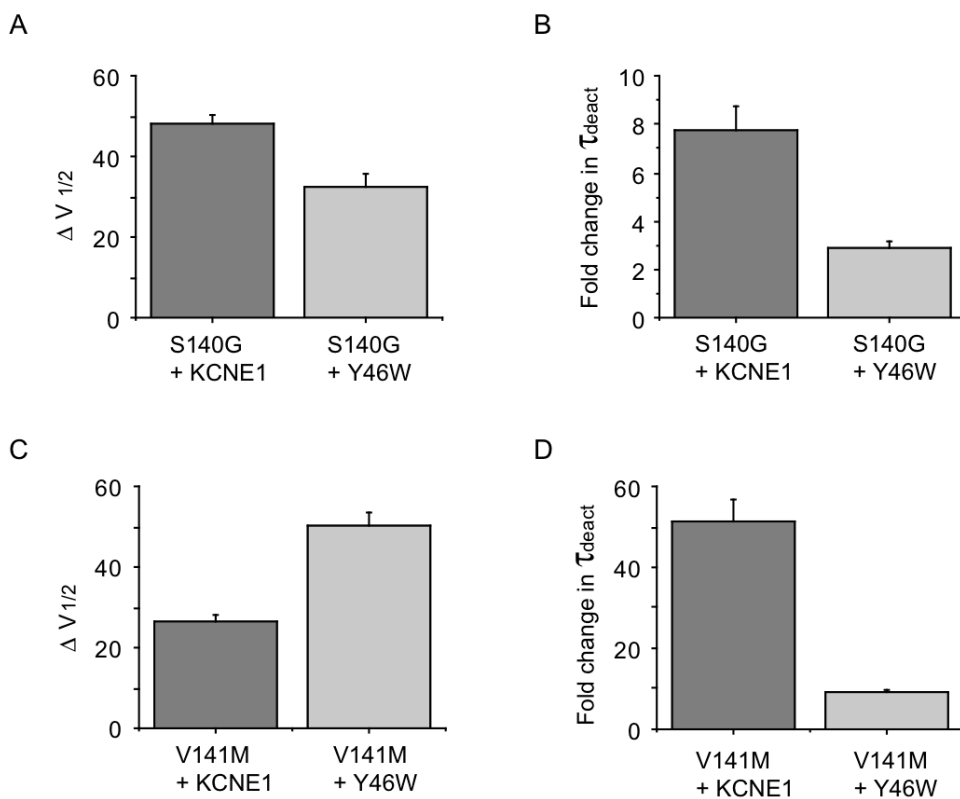 A
60
40
20
0
Δ V 1/2
S140G
+ KCNE1
S140G
+ Y46W
B
10
8
6
4
2
0
Fold change in τdeact
S140G
+ KCNE1
S140G
+ Y46W
C
60
40
20
0
Δ V1/2
V141M
+ KCNE1
V141M
+ Y46W
D
60
40
20
0
Fold change in τdeact
V141M
+ KCNE1
V141M
+ Y46W